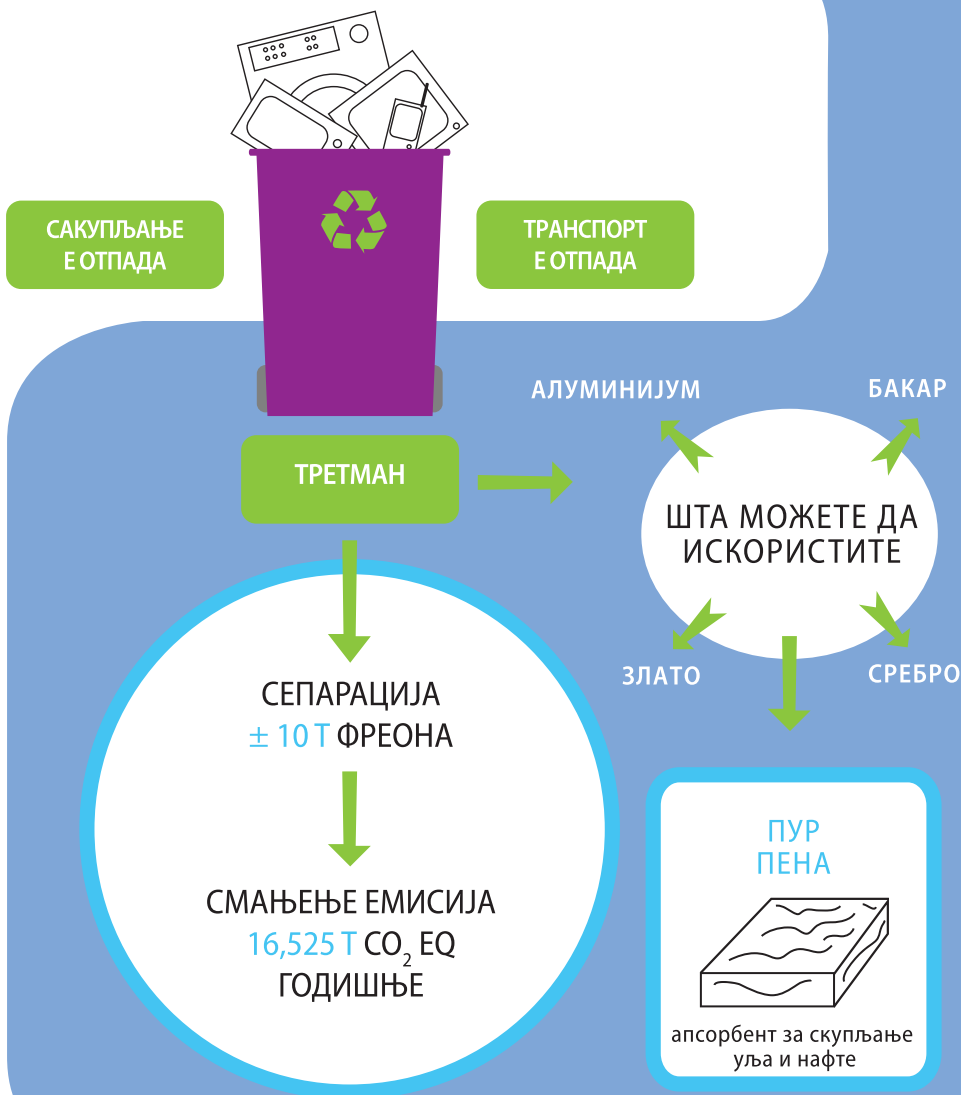 САКУПЉАЊЕ
Е ОТПАДА
ТРАНСПОРТ
Е ОТПАДА
ТРЕТМАН
АЛУМИНИЈУМ
БАКАР
ШТА МОЖЕТЕ ДА
ИСКОРИСТИТЕ
ЗЛАТО
СРЕБРО
СЕПАРАЦИЈА
± 10 Т ФРЕОНА
СМАЊЕЊЕ ЕМИСИЈА
16,525 Т CO₂ EQ
ГОДИШЊЕ
ПУР
ПЕНА
апсорбент за скупљање
уља и нафте